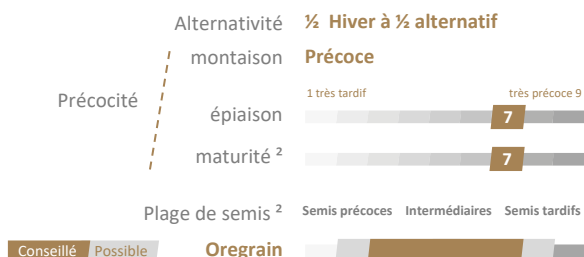 Alternativité ½ Hiver à ½ alternatif
montaison Précoce
Précocité
1 très tardif très précoce 9
épiaison 7
maturité ² 7
Plage de semis ² Semis précoces Intermédiaires Semis tardifs
Conseillé Possible Oregrain